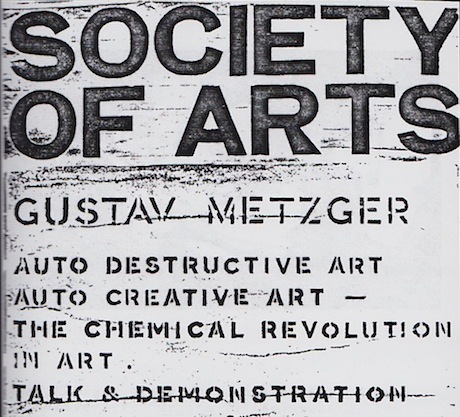 SOCIETY
OF ARTS
GUSTAV METZGER
AUTO DESTRUCTIVE ART
AUTO CREATIVE ART —
THE CHEMICAL REVOLUTION
IN ART.
TALK & DEMONSTRATION